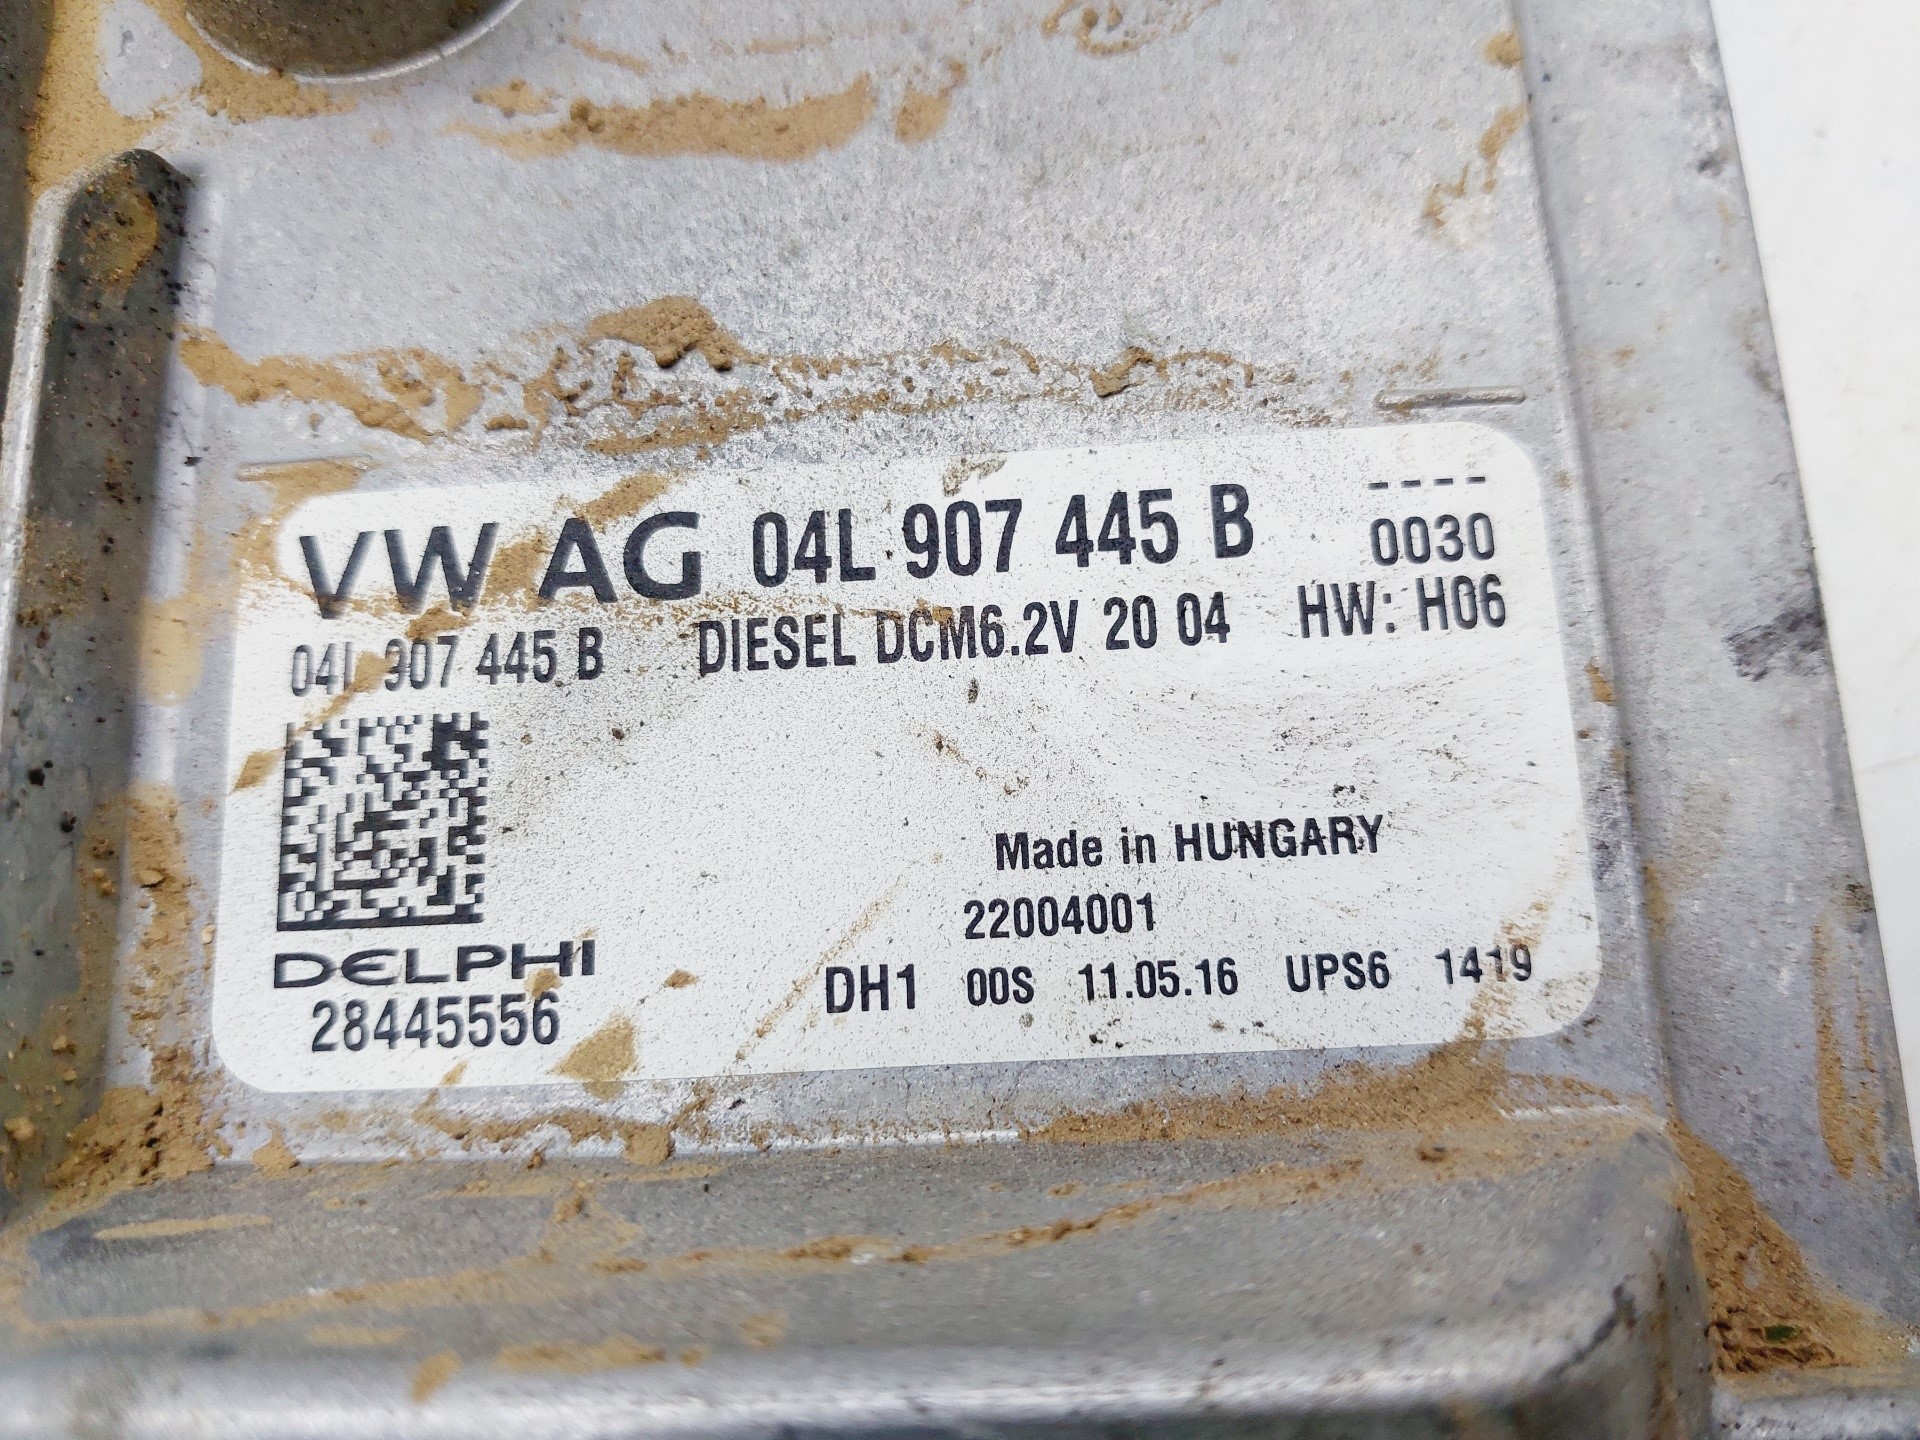 VW AG 04L 907 445 B ----
0030
04L 907 445 B DIESEL DCM6.2V 20 04 HW: H06
Made in HUNGARY
22004001
DELPHI
28445556
DH1 00S 11.05.16 UPS6 1419